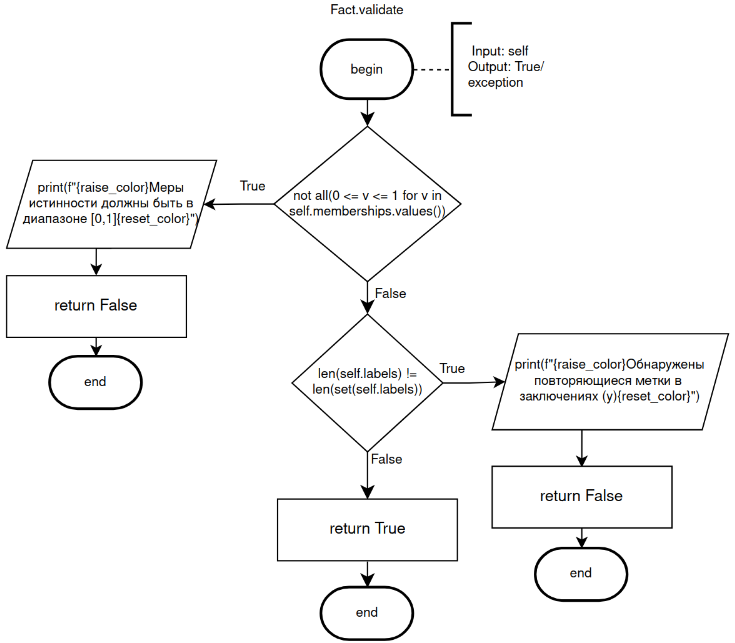 Fact.validate
begin
Input: self
Output: True/
exception
not all(0 <= v <= 1 for v in
self.memberships.values())
True
print(f"{raise_color}Меры
истинности должны быть в
диапазоне [0,1]{reset_color}")
return False
end
False
len(self.labels) !=
len(set(self.labels))
True
print(f"{raise_color}Обнаружены
повторяющиеся метки в
заключениях (y){reset_color}")
return False
end
False
return True
end